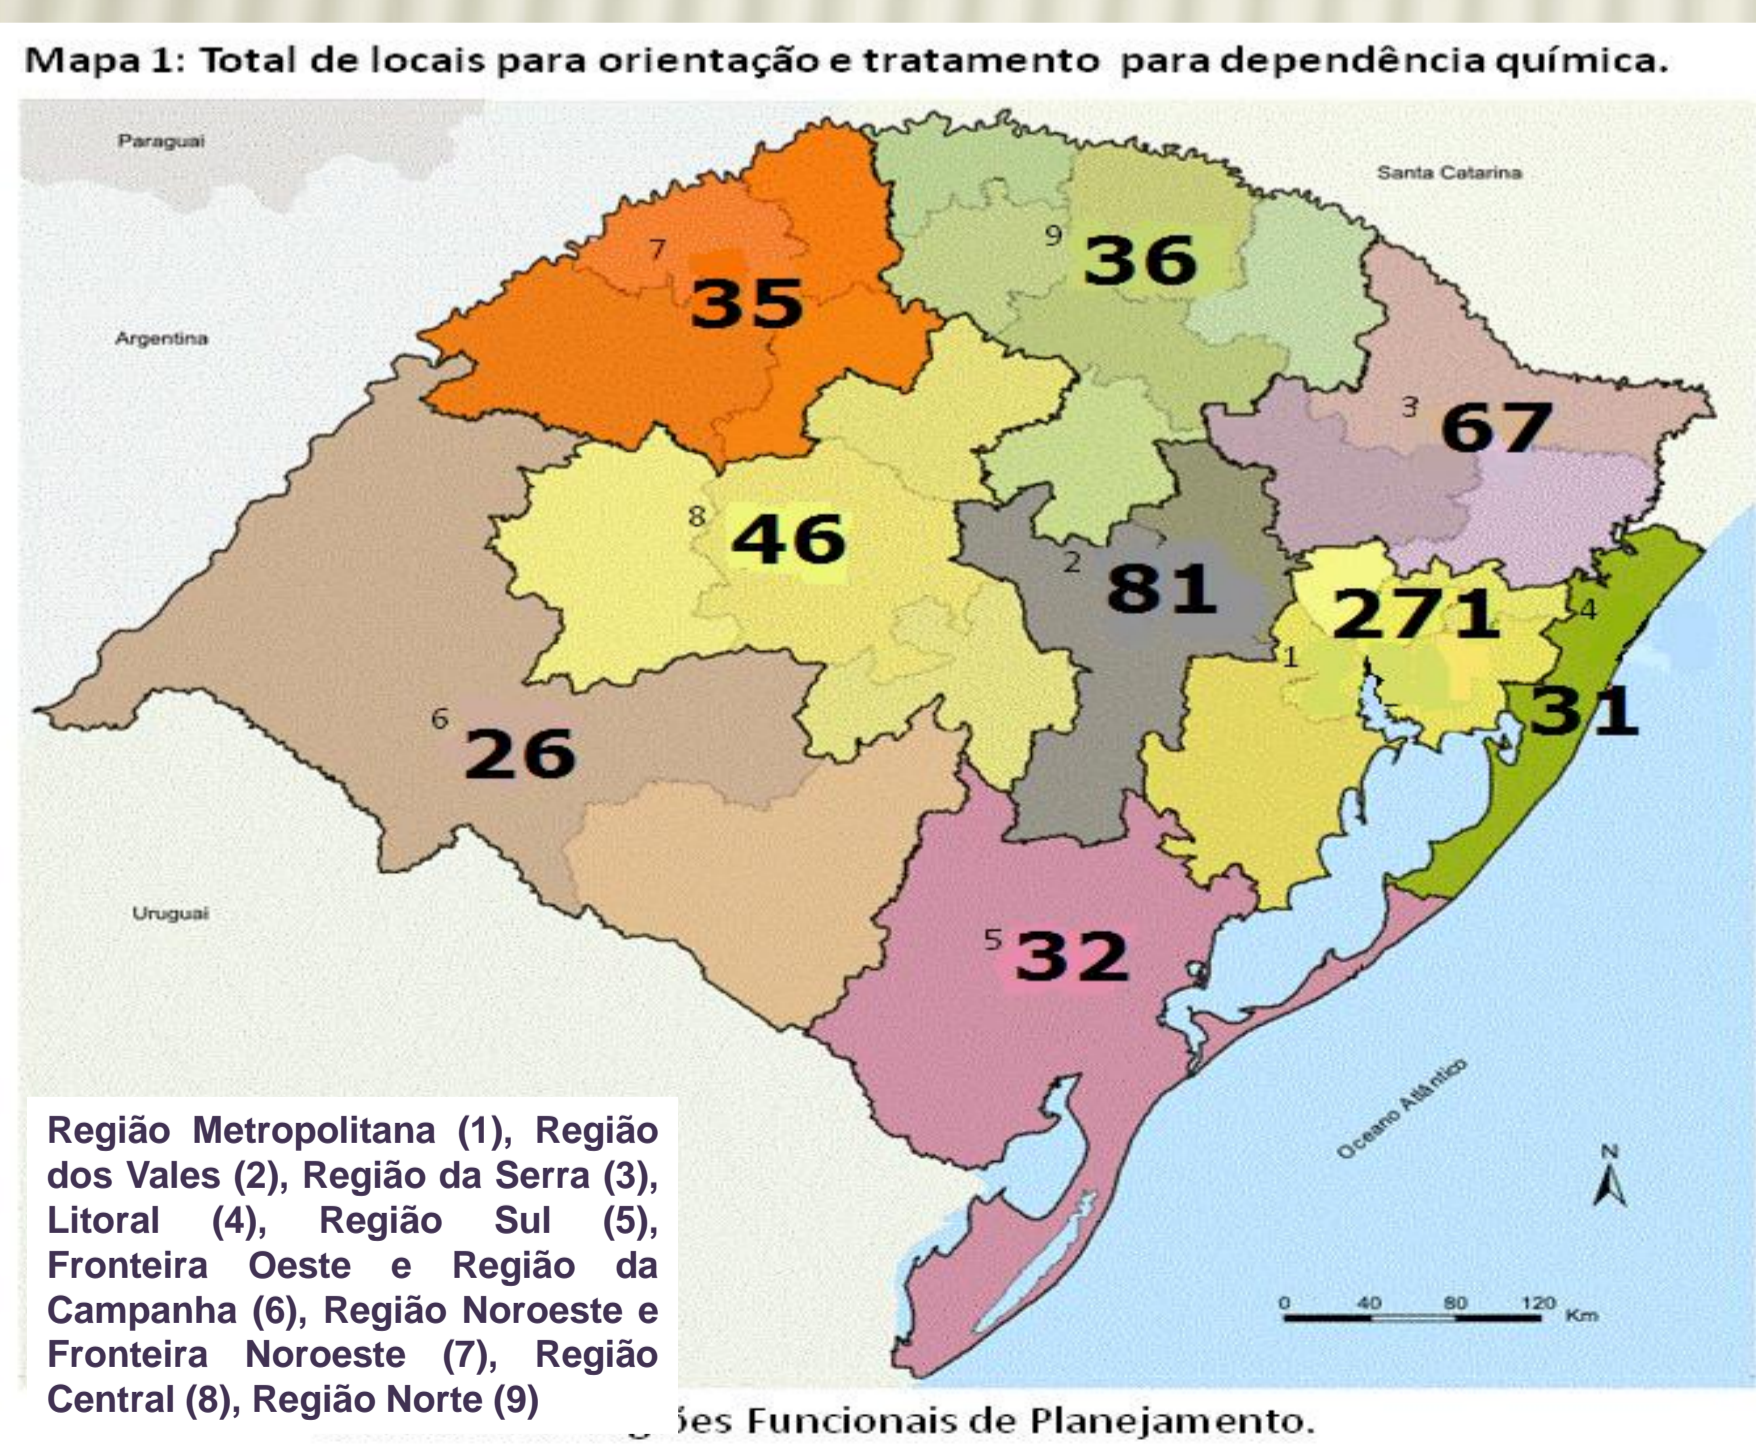 Mapa 1: Total de locais para orientação e tratamento para dependência química.
Paraguai
Santa Catarina
7
9
36
35
Argentina
3
67
8
46
2
81
271
4
1
31
6
26
Uruguai
5
32
Oceano Atlântico
N
0 40 80 120 Km
Região Metropolitana (1), Região
dos Vales (2), Região da Serra (3),
Litoral (4), Região Sul (5),
Fronteira Oeste e Região da
Campanha (6), Região Noroeste e
Fronteira Noroeste (7), Região
Central (8), Região Norte (9)
Funcionais de Planejamento.